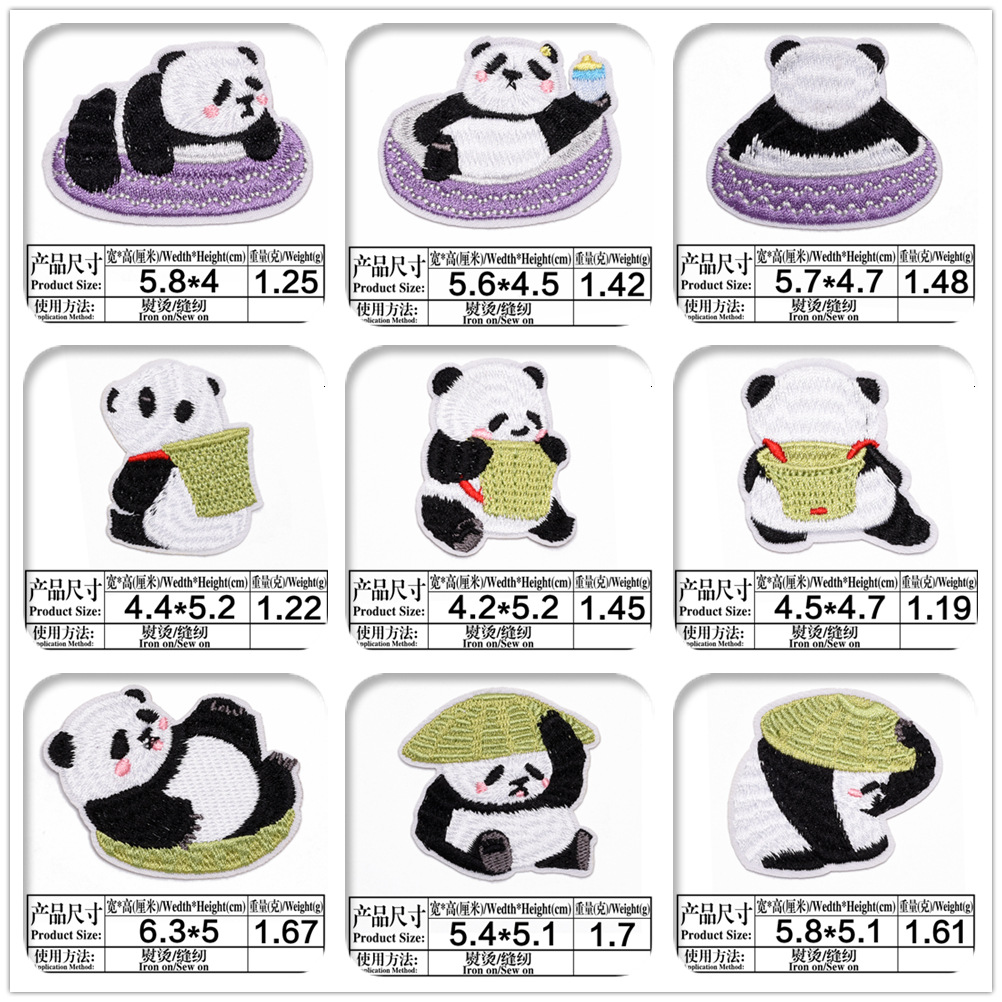 产品尺寸 宽*高(厘米)/Wedth*Height(cm) 重量(克)/Weight(g)
Product Size: 5.8*4 1.25
使用方法: 熨烫/缝纫
pplication Method: Iron on/Sew on
产品尺寸 宽*高(厘米)/Wedth*Height(cm) 重量(克)/Weight(g)
Product Size: 5.6*4.5 1.42
使用方法: 熨烫/缝纫
pplication Method: Iron on/Sew on
产品尺寸 宽*高(厘米)/Wedth*Height(cm) 重量(克)/Weight(g)
Product Size: 5.7*4.7 1.48
使用方法: 熨烫/缝纫
pplication Method: Iron on/Sew on
产品尺寸 宽*高(厘米)/Wedth*Height(cm) 重量(克)/Weight(g)
Product Size: 4.4*5.2 1.22
使用方法: 熨烫/缝纫
pplication Method: Iron on/Sew on
产品尺寸 宽*高(厘米)/Wedth*Height(cm) 重量(克)/Weight(g)
Product Size: 4.2*5.2 1.45
使用方法: 熨烫/缝纫
pplication Method: Iron on/Sew on
产品尺寸 宽*高(厘米)/Wedth*Height(cm) 重量(克)/Weight(g)
Product Size: 4.5*4.7 1.19
使用方法: 熨烫/缝纫
pplication Method: Iron on/Sew on
产品尺寸 宽*高(厘米)/Wedth*Height(cm) 重量(克)/Weight(g)
Product Size: 6.3*5 1.67
使用方法: 熨烫/缝纫
pplication Method: Iron on/Sew on
产品尺寸 宽*高(厘米)/Wedth*Height(cm) 重量(克)/Weight(g)
Product Size: 5.4*5.1 1.7
使用方法: 熨烫/缝纫
pplication Method: Iron on/Sew on
产品尺寸 宽*高(厘米)/Wedth*Height(cm) 重量(克)/Weight(g)
Product Size: 5.8*5.1 1.61
使用方法: 熨烫/缝纫
pplication Method: Iron on/Sew on